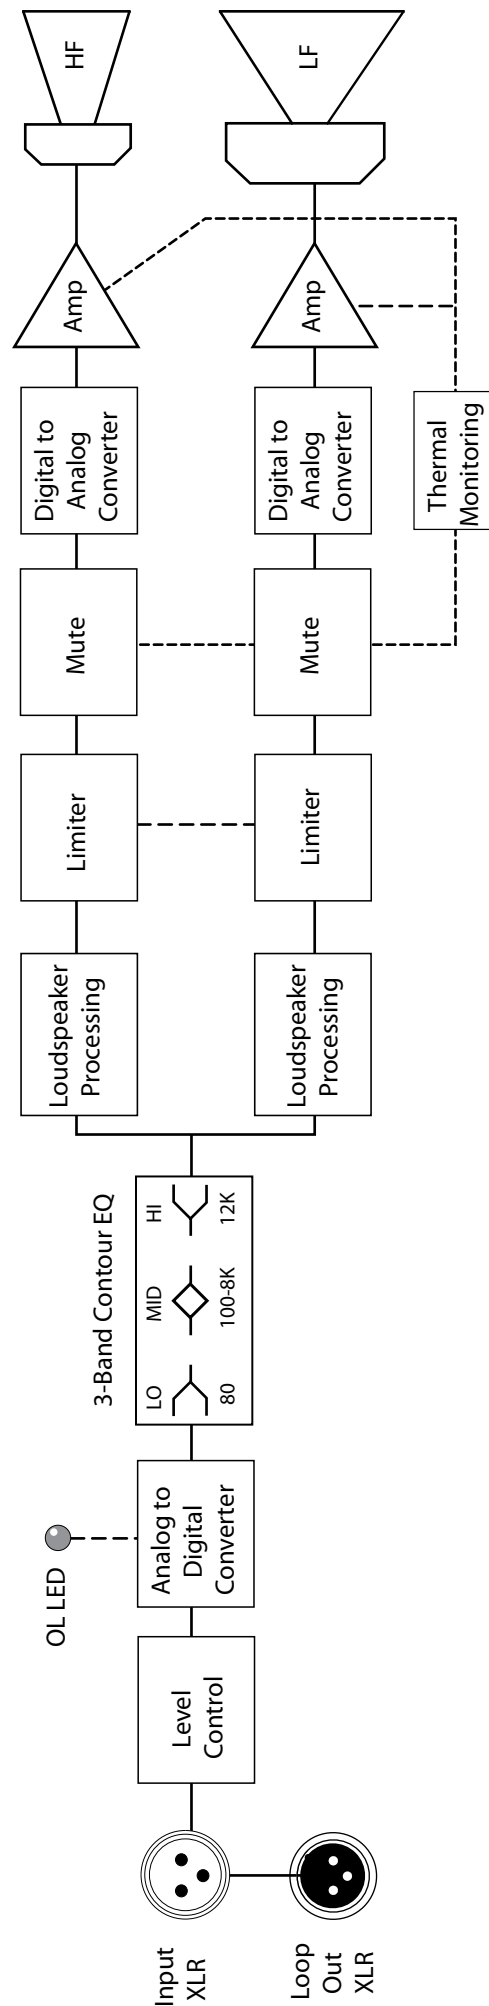 Input
XLR
Loop
Out
XLR
Level
Control
OL LED
Analog to
Digital
Converter
3-Band Contour EQ
LO
MID
HI
80
100-8K
12K
Loudspeaker
Processing
Limiter
Mute
Digital to
Analog
Converter
Amp
HF
Loudspeaker
Processing
Limiter
Mute
Digital to
Analog
Converter
Amp
LF
Thermal
Monitoring